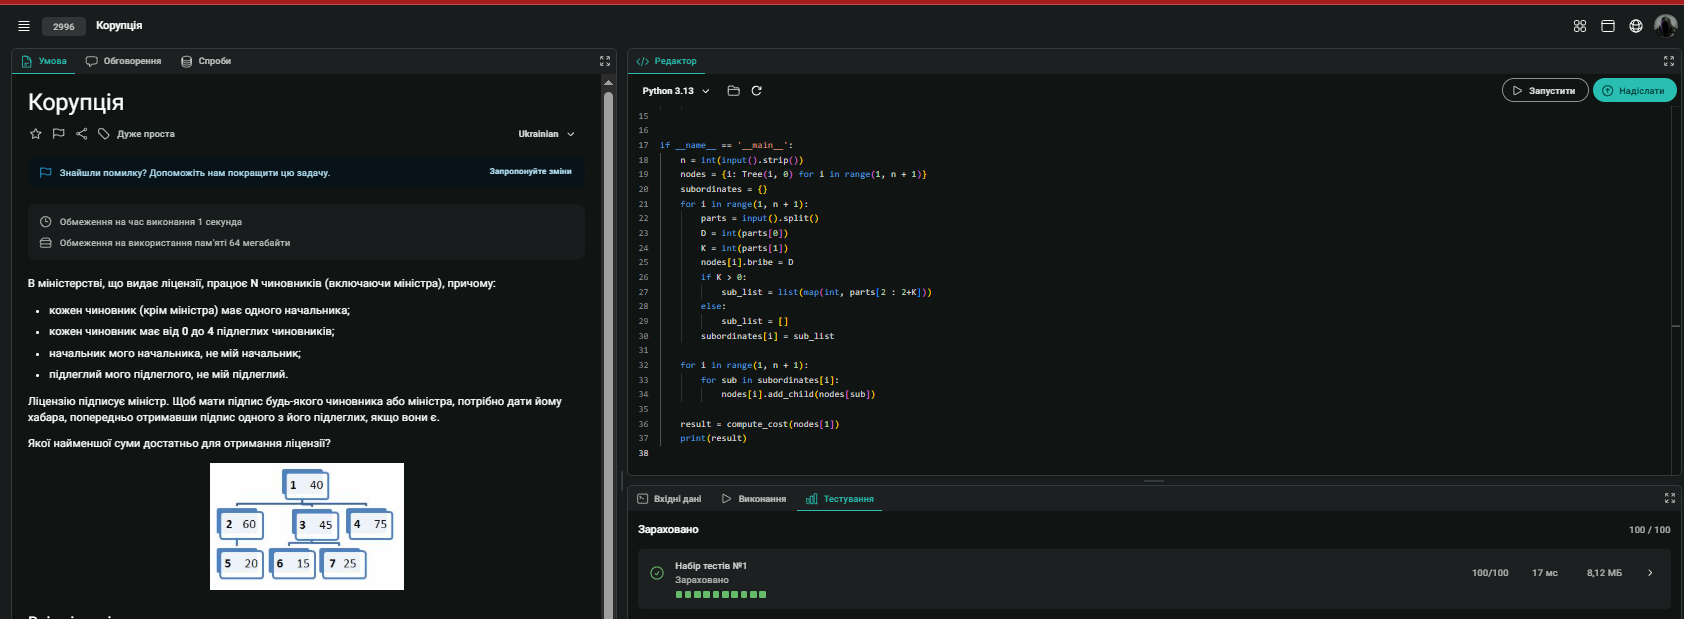 2996 Корупція
Умова Обговорення Спроби
Корупція
Дуже проста Ukrainian
Знайшли помилку? Допоможіть нам покращити цю задачу. Запропонуйте зміни
Обмеження на час виконання 1 секунда
Обмеження на використання пам'яті 64 мегабайти
В міністерстві, що видає ліцензії, працює N чиновників (включаючи міністра), причому:
• кожен чиновник (крім міністра) має одного начальника;
• кожен чиновник має від 0 до 4 підлеглих чиновників;
• начальник мого начальника, не мій начальник;
• підлеглий мого підлеглого, не мій підлеглий.
Ліцензію підписує міністр. Щоб мати підпис будь-якого чиновника або міністра, потрібно дати йому
хабара, попередньо отримавши підпис одного з його підлеглих, якщо вони є.
Якої найменшої суми достатньо для отримання ліцензії?
1 40
2 60 3 45 4 75
5 20 6 15 7 25
Редактор
Python 3.13 Запустити Надіслати
15
16
17 if __name__ == '__main__':
18 n = int(input().strip())
19 nodes = {i: Tree(i, 0) for i in range(1, n + 1)}
20 subordinates = {}
21 for i in range(1, n + 1):
22 parts = input().split()
23 D = int(parts[0])
24 K = int(parts[1])
25 nodes[i].bribe = D
26 if K > 0:
27 sub_list = list(map(int, parts[2 : 2+K]))
28 else:
29 sub_list = []
30 subordinates[i] = sub_list
31
32 for i in range(1, n + 1):
33 for sub in subordinates[i]:
34 nodes[i].add_child(nodes[sub])
35
36 result = compute_cost(nodes[1])
37 print(result)
38
Вхідні дані Виконання Тестування
Зараховано 100 / 100
Набір тестів №1
Зараховано
100/100 17 мс 8,12 МБ